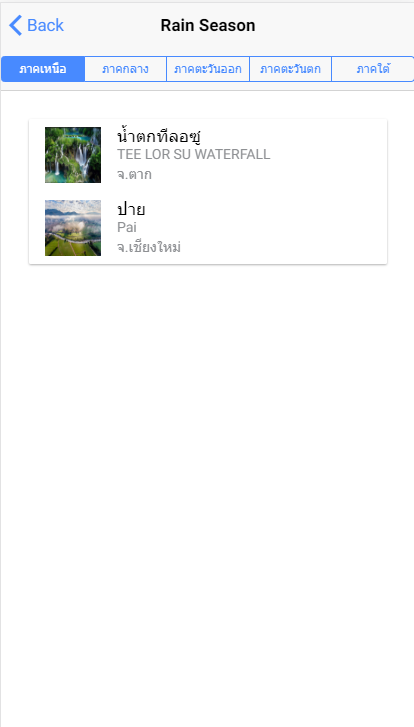 Back
Rain Season
ภาคเหนือ ภาคกลาง ภาคตะวันออก ภาคตะวันตก ภาคใต้
น้ำตกทีลอซู่
TEE LOR SU WATERFALL
จ.ตาก
ปาย
Pai
จ.เชียงใหม่